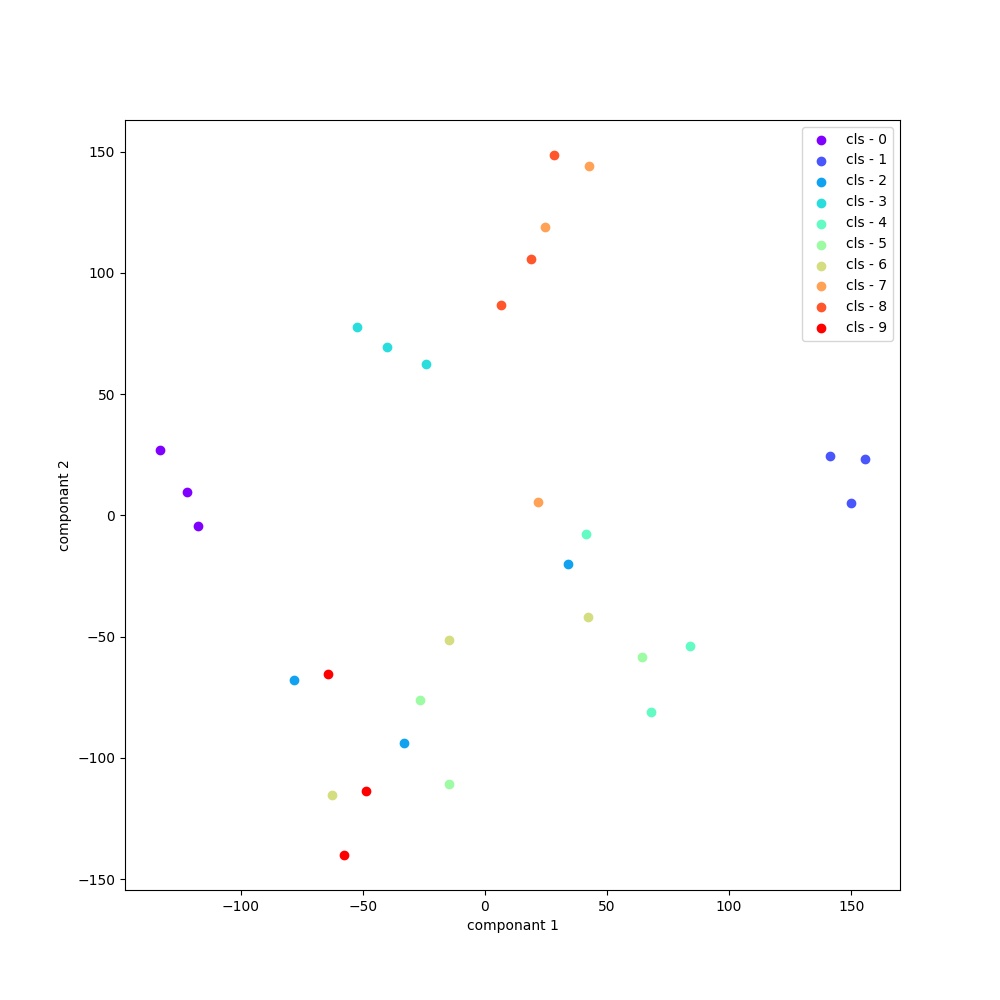 cls - 0
cls - 1
cls - 2
cls - 3
cls - 4
cls - 5
cls - 6
cls - 7
cls - 8
cls - 9
150
100
50
0
−50
−100
−150
componant 2
−100
−50
0
50
100
150
componant 1